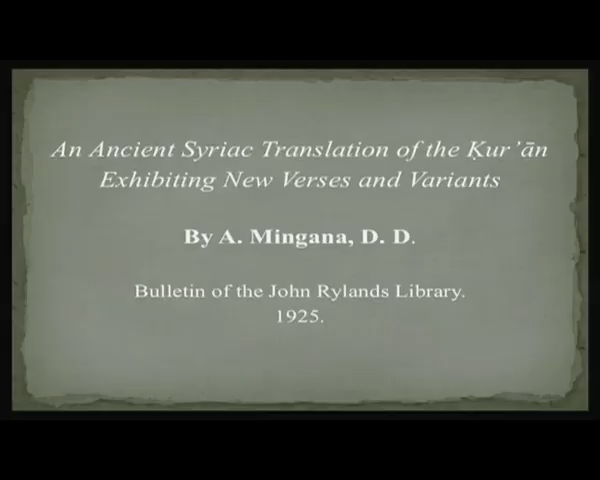 An Ancient Syriac Translation of the Ḳur’ān
Exhibiting New Verses and Variants
By A. Mingana, D. D.
Bulletin of the John Rylands Library.
1925.